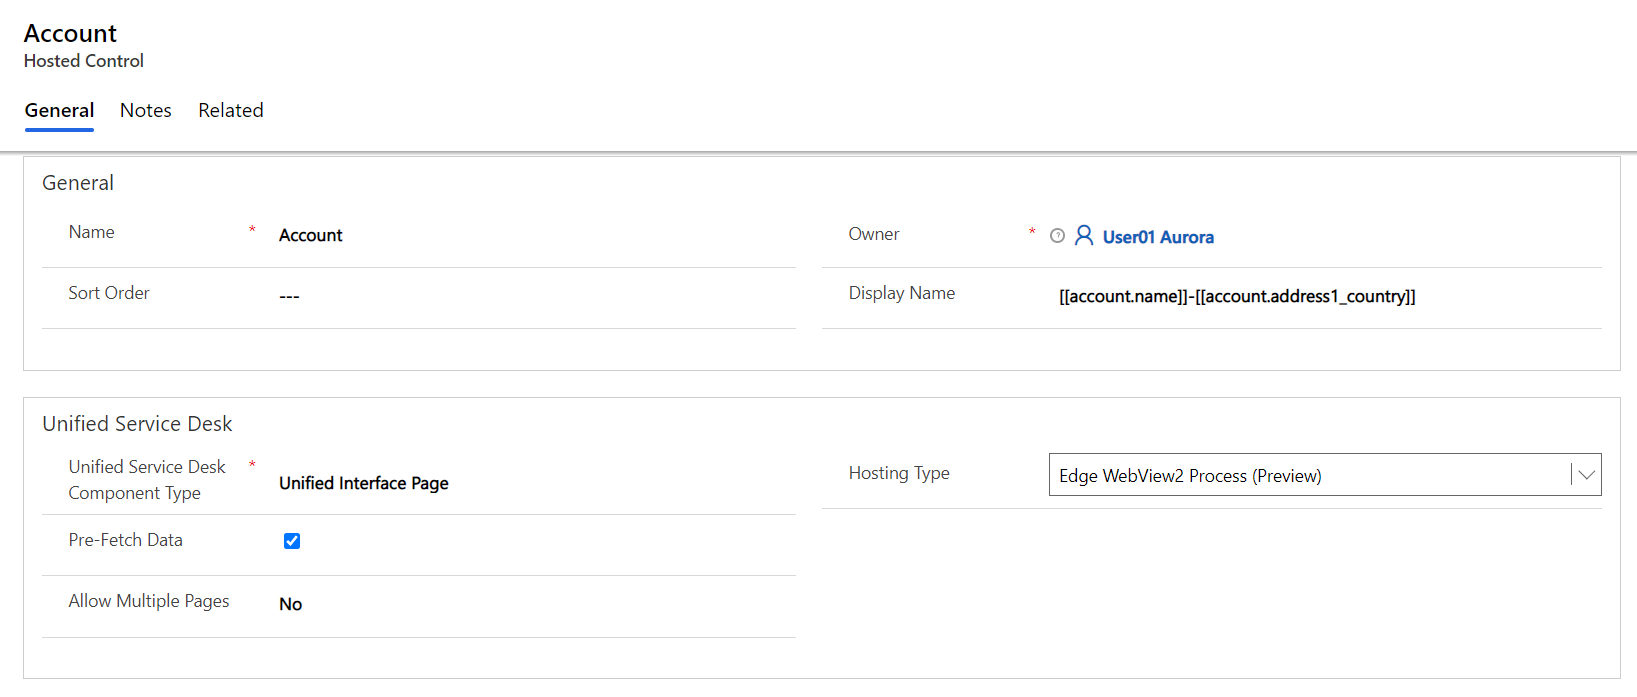 Account
Hosted Control
General Notes Related
General
Name * Account
Owner * User01 Aurora
Sort Order ---
Display Name [[account.name]]-[[account.address1_country]]
Unified Service Desk
Unified Service Desk * Unified Interface Page
Component Type
Hosting Type Edge WebView2 Process (Preview)
Pre-Fetch Data
Allow Multiple Pages No